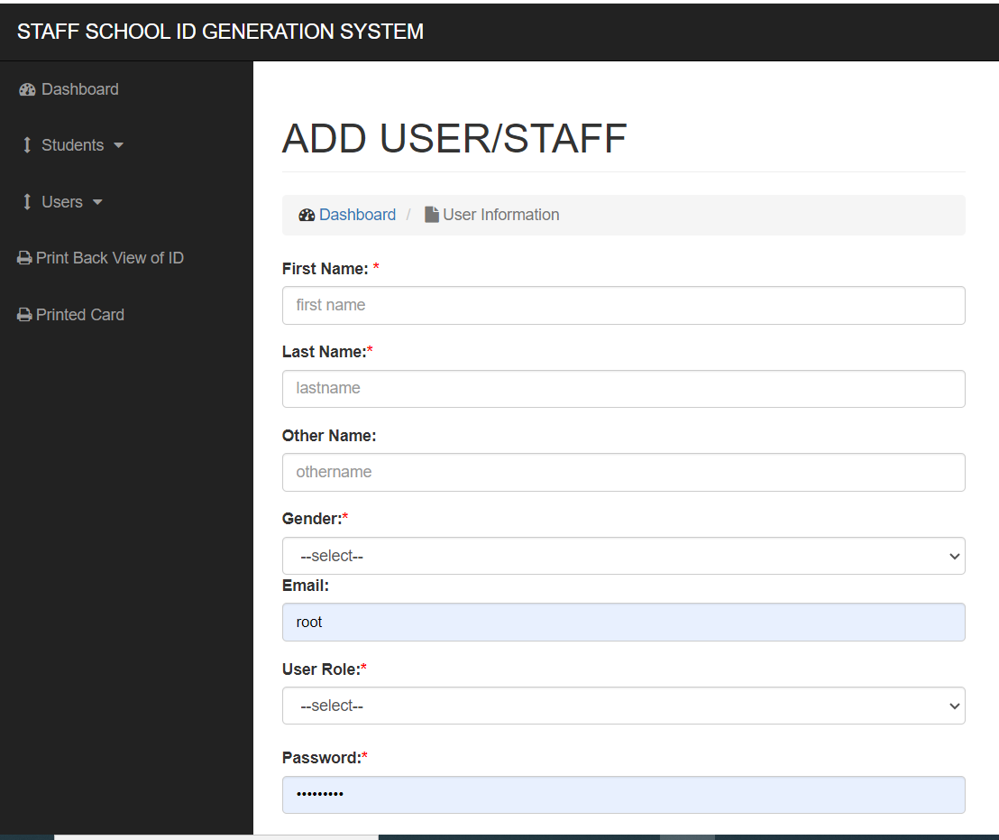 STAFF SCHOOL ID GENERATION SYSTEM
Dashboard
Students
Users
Print Back View of ID
Printed Card
ADD USER/STAFF
Dashboard / User Information
First Name: *
first name
Last Name:*
lastname
Other Name:
othername
Gender:*
--select--
Email:
root
User Role:*
--select--
Password:*
•••••••••